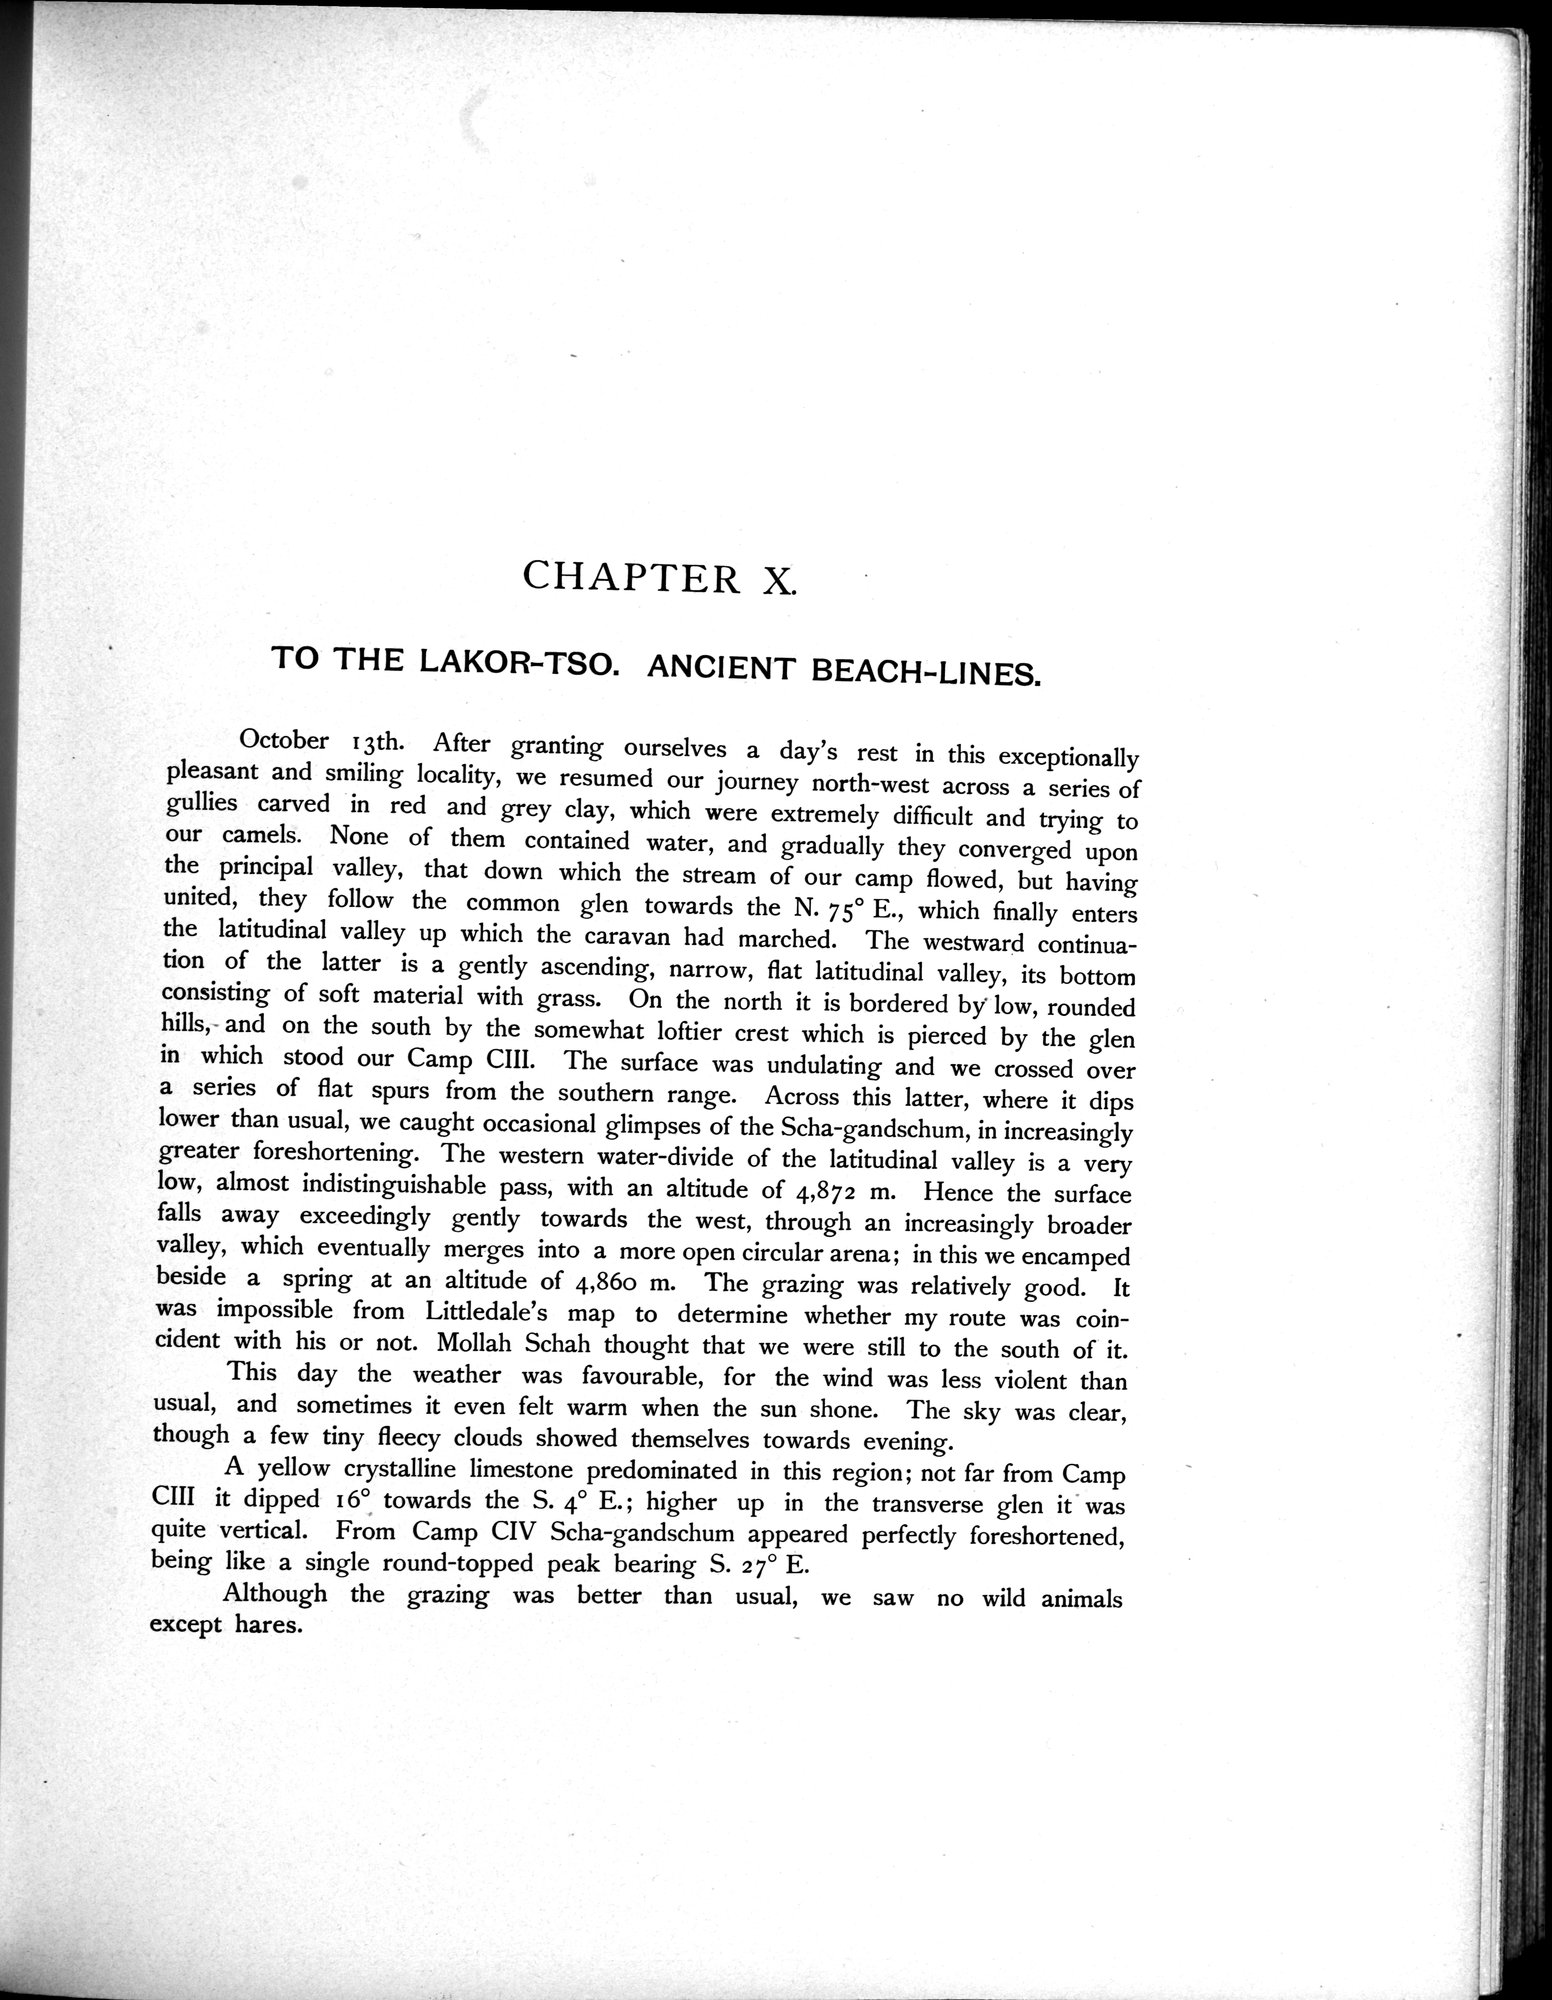 CHAPTER X.
TO THE LAKOR-TSO. ANCIENT BEACH-LINES.
October 13th. After granting ourselves a day's rest in this exceptionally
pleasant and smiling locality, we resumed our journey north-west across a series of
gullies carved in red and grey clay, which were extremely difficult and trying to
our camels. None of them contained water, and gradually they converged upon
the principal valley, that down which the stream of our camp flowed, but having
united, they follow the common glen towards the N. 75° E., which finally enters
the latitudinal valley up which the caravan had marched. The westward continua-
tion of the latter is a gently ascending, narrow, flat latitudinal valley, its bottom
consisting of soft material with grass. On the north it is bordered by low, rounded
hills, and on the south by the somewhat loftier crest which is pierced by the glen
in which stood our Camp CIII. The surface was undulating and we crossed over
a series of flat spurs from the southern range. Across this latter, where it dips
lower than usual, we caught occasional glimpses of the Scha-gandschum, in increasingly
greater foreshortening. The western water-divide of the latitudinal valley is a very
low, almost indistinguishable pass, with an altitude of 4,872 m. Hence the surface
falls away exceedingly gently towards the west, through an increasingly broader
valley, which eventually merges into a more open circular arena; in this we encamped
beside a spring at an altitude of 4,860 m. The grazing was relatively good. It
was impossible from Littledale's map to determine whether my route was coin-
cident with his or not. Mollah Schah thought that we were still to the south of it.
This day the weather was favourable, for the wind was less violent than
usual, and sometimes it even felt warm when the sun shone. The sky was clear,
though a few tiny fleecy clouds showed themselves towards evening.
A yellow crystalline limestone predominated in this region; not far from Camp
CIII it dipped 16° towards the S. 4° E.; higher up in the transverse glen it was
quite vertical. From Camp CIV Scha-gandschum appeared perfectly foreshortened,
being like a single round-topped peak bearing S. 27° E.
Although the grazing was better than usual, we saw no wild animals
except hares.